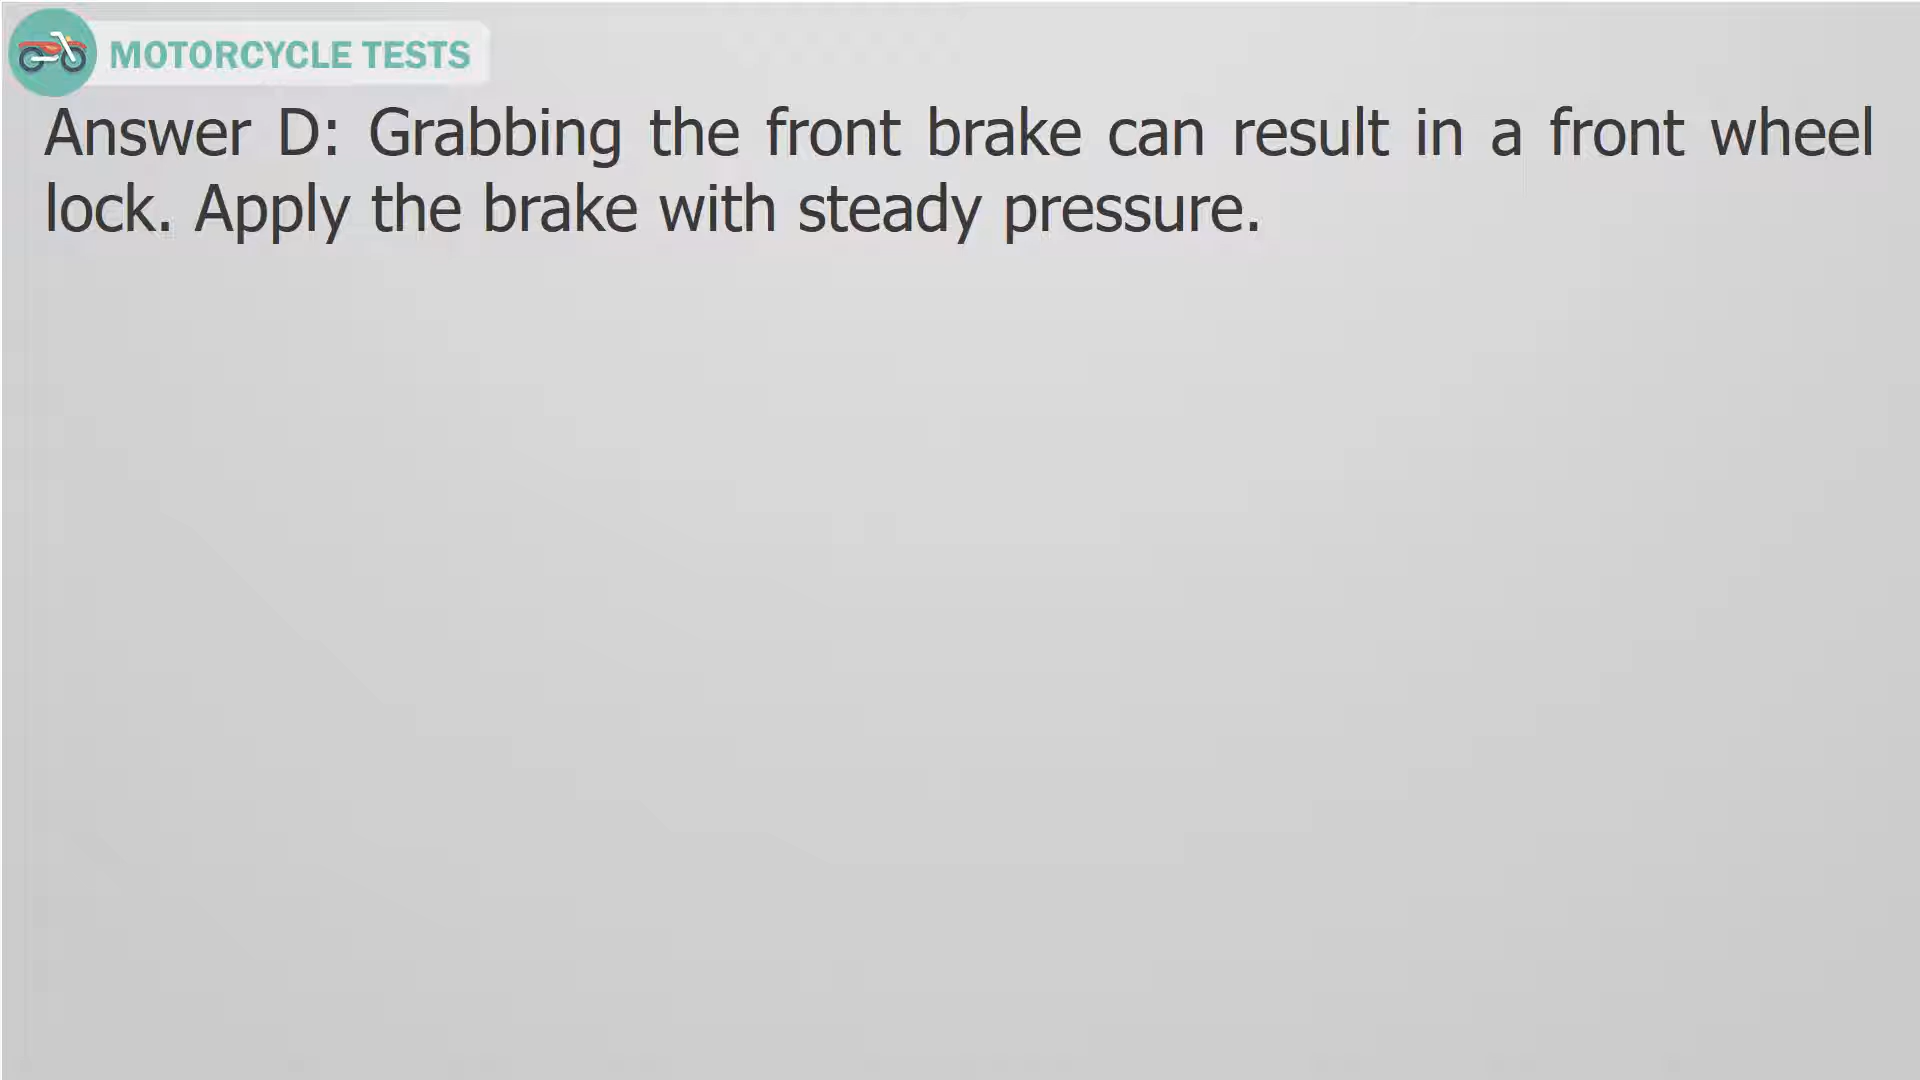 MOTORCYCLE TESTS
Answer D: Grabbing the front brake can result in a front wheel
lock. Apply the brake with steady pressure.